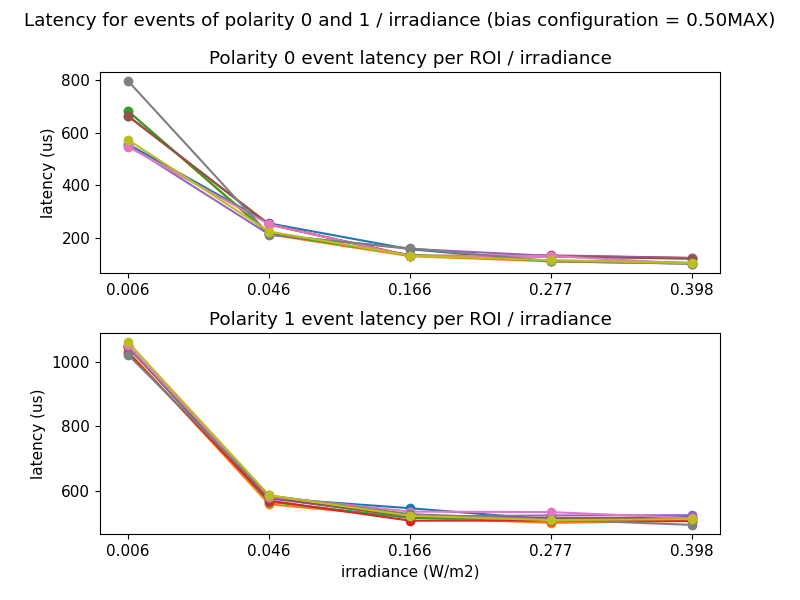 Latency for events of polarity 0 and 1 / irradiance (bias configuration = 0.50MAX)
Polarity 0 event latency per ROI / irradiance
latency (us)
800
600
400
200
0.006 0.046 0.166 0.277 0.398
Polarity 1 event latency per ROI / irradiance
latency (us)
1000
800
600
0.006 0.046 0.166 0.277 0.398
irradiance (W/m2)